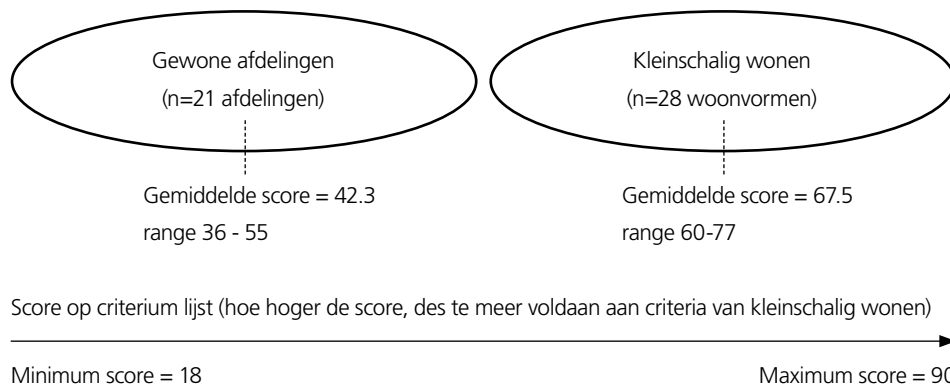 Gewone afdelingen
(n=21 afdelingen)
Gemiddelde score = 42.3
range 36 - 55
Kleinschalig wonen
(n=28 woonvormen)
Gemiddelde score = 67.5
range 60-77
Score op criterium lijst (hoe hoger de score, des te meer voldaan aan criteria van kleinschalig wonen)
Minimum score = 18
Maximum score = 90